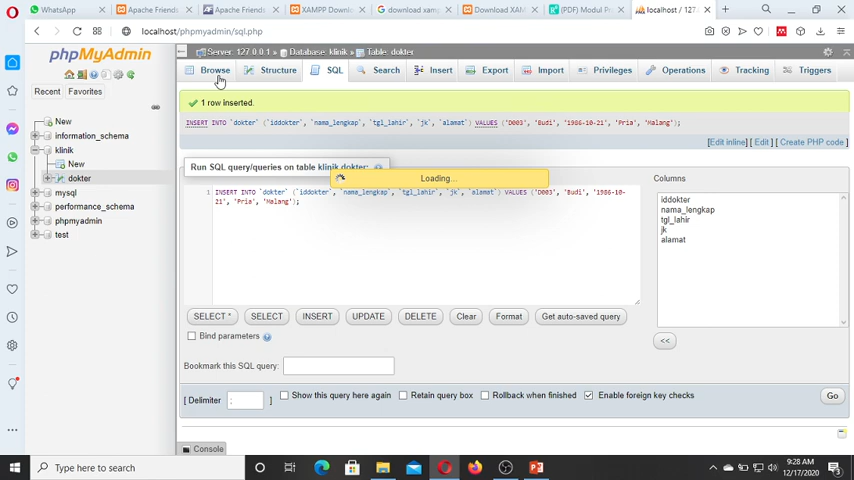 WhatsApp
Apache Friends
Apache Friends
XAMPP Downl
download xamp
Download XAM
(PDF) Modul Pr
localhost / 127
localhost/phpmyadmin/sql.php
phpMyAdmin
Recent Favorites
New
information_schema
klinik
New
dokter
mysql
performance_schema
phpmyadmin
test
Server: 127.0.0.1 » Database: klinik » Table: dokter
Browse Structure SQL Search Insert Export Import Privileges Operations Tracking Triggers
1 row inserted.
INSERT INTO `dokter` (`iddokter`, `nama_lengkap`, `tgl_lahir`, `jk`, `alamat`) VALUES ('D003', 'Budi', '1986-10-21', 'Pria', 'Malang');
[Edit inline] [ Edit ] [ Create PHP code ]
Run SQL query/queries on table klinik.dokter:
Loading...
1 INSERT INTO `dokter` (`iddokter`, `nama_lengkap`, `tgl_lahir`, `jk`, `alamat`) VALUES ('D003', 'Budi', '1986-10-
21', 'Pria', 'Malang');
Columns
iddokter
nama_lengkap
tgl_lahir
jk
alamat
SELECT * SELECT INSERT UPDATE DELETE Clear Format Get auto-saved query
<<
Bind parameters
Bookmark this SQL query:
[ Delimiter ; ] Show this query here again Retain query box Rollback when finished Enable foreign key checks Go
Console
Type here to search
9:28 AM
12/17/2020
3